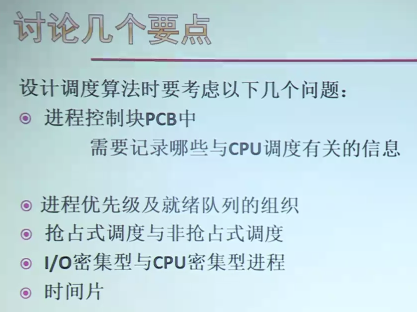 讨论几个要点
设计调度算法时要考虑以下几个问题：
进程控制块PCB中
需要记录哪些与CPU调度有关的信息
进程优先级及就绪队列的组织
抢占式调度与非抢占式调度
I/O密集型与CPU密集型进程
时间片